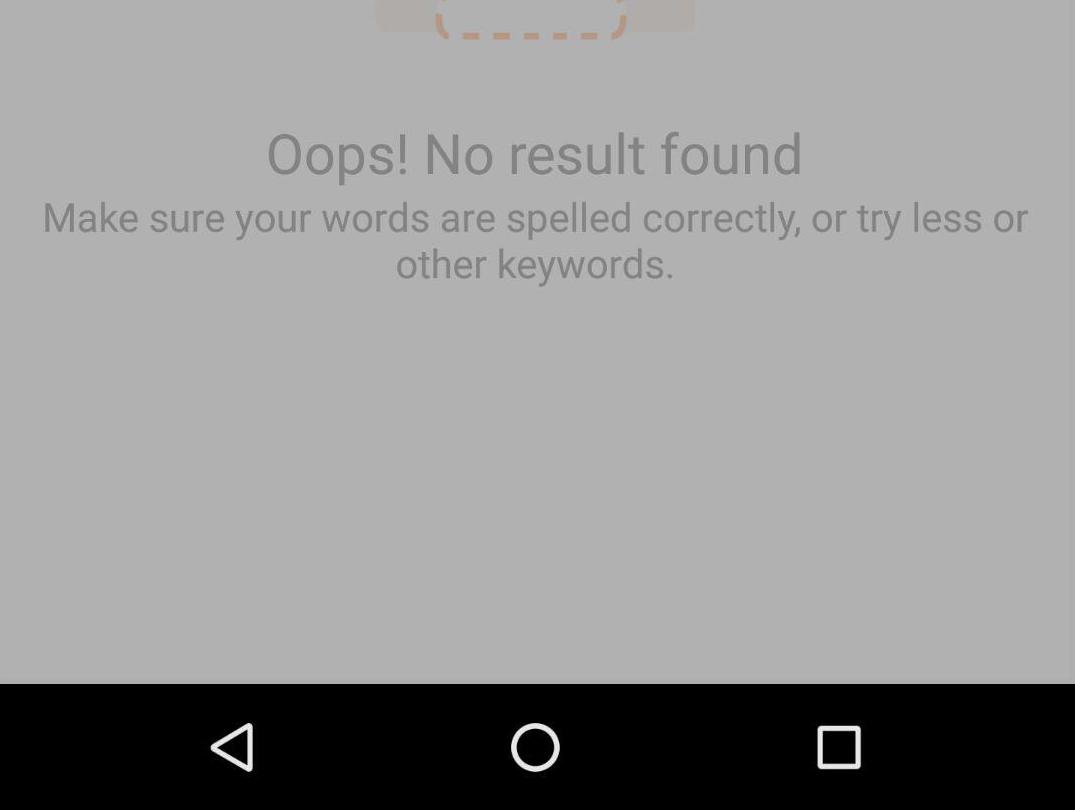 Oops! No result found
Make sure your words are spelled correctly, or try less or
other keywords.